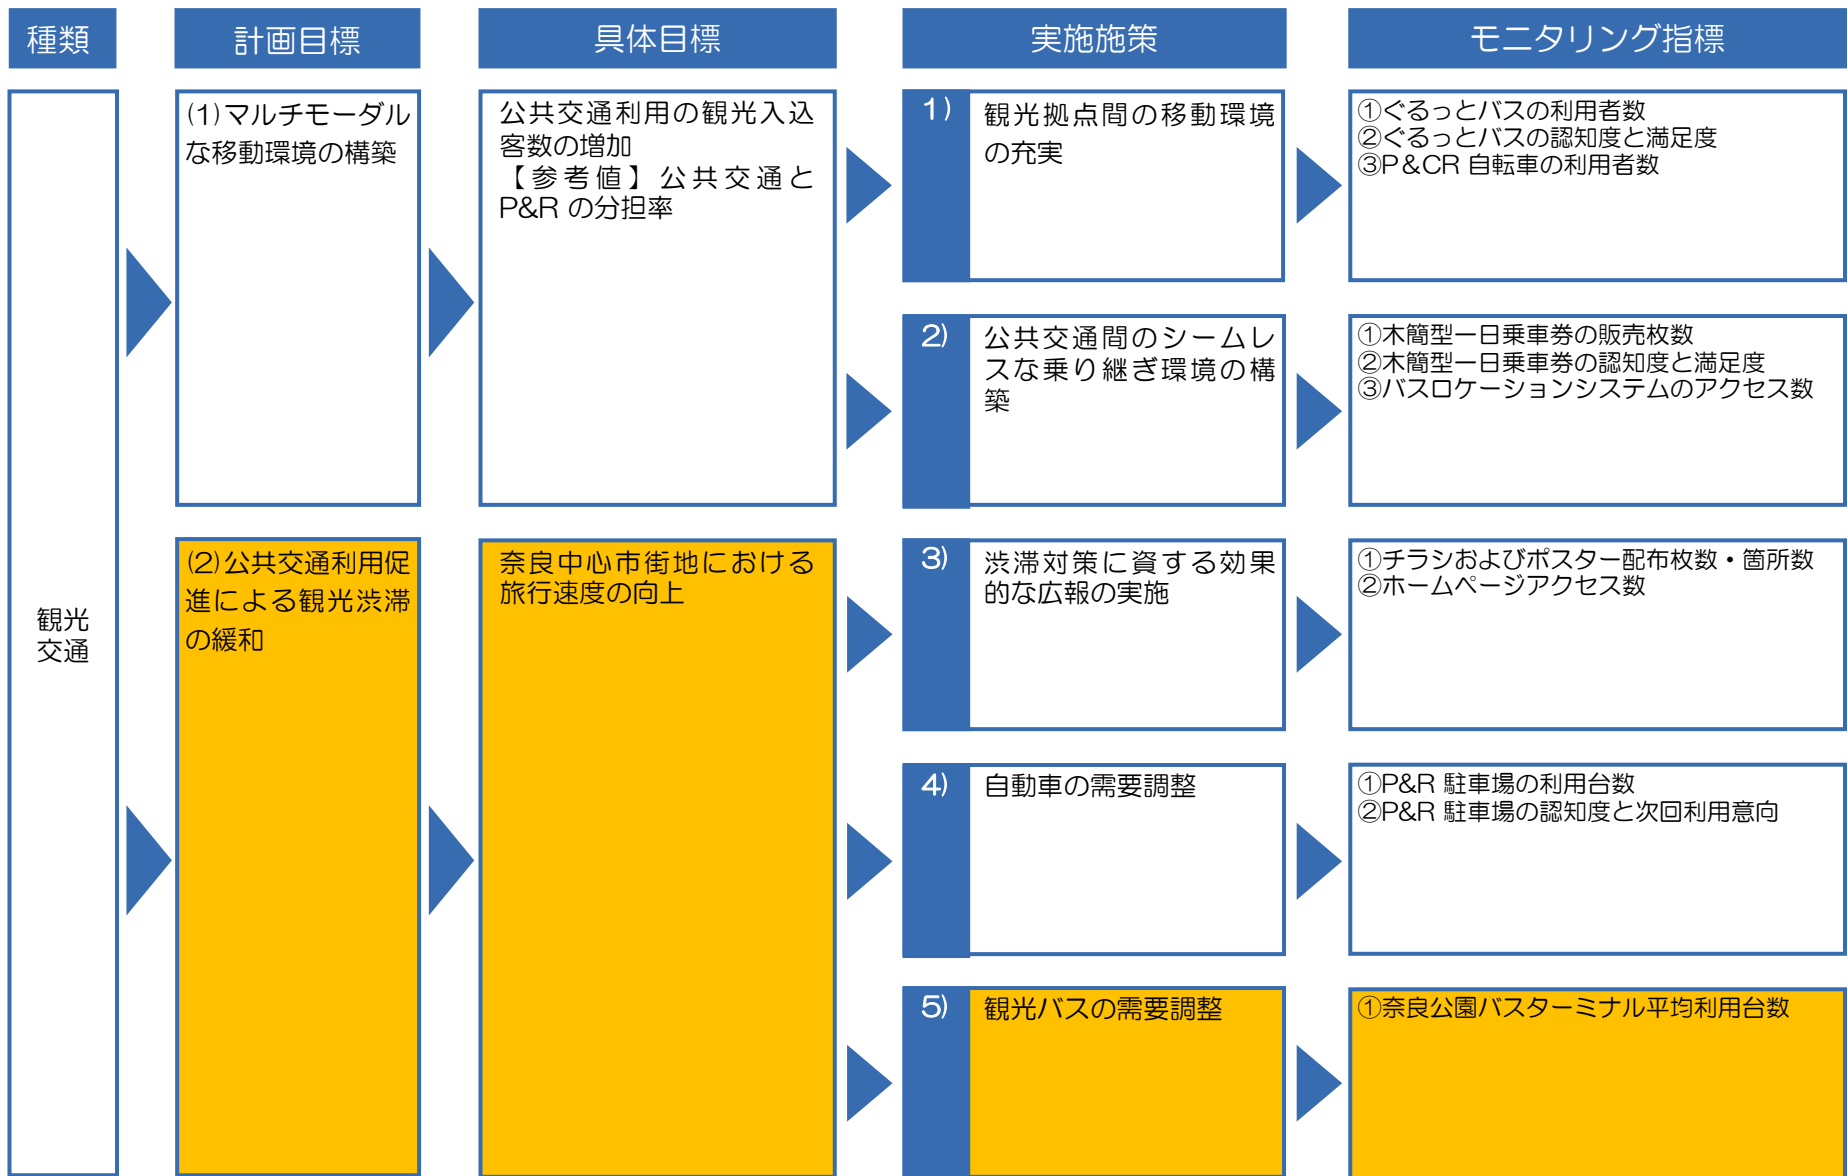 種類
計画目標
具体目標
実施施策
モニタリング指標
観光
交通
(1)マルチモーダル
な移動環境の構築
公共交通利用の観光入込
客数の増加
【参考値】公共交通と
P&R の分担率
1)
観光拠点間の移動環境
の充実
①ぐるっとバスの利用者数
②ぐるっとバスの認知度と満足度
③P&CR 自転車の利用者数
2)
公共交通間のシームレ
スな乗り継ぎ環境の構
築
①木簡型一日乗車券の販売枚数
②木簡型一日乗車券の認知度と満足度
③バスロケーションシステムのアクセス数
(2)公共交通利用促
進による観光渋滞
の緩和
奈良中心市街地における
旅行速度の向上
3)
渋滞対策に資する効果
的な広報の実施
①チラシおよびポスター配布枚数・箇所数
②ホームページアクセス数
4)
自動車の需要調整
①P&R 駐車場の利用台数
②P&R 駐車場の認知度と次回利用意向
5)
観光バスの需要調整
①奈良公園バスターミナル平均利用台数